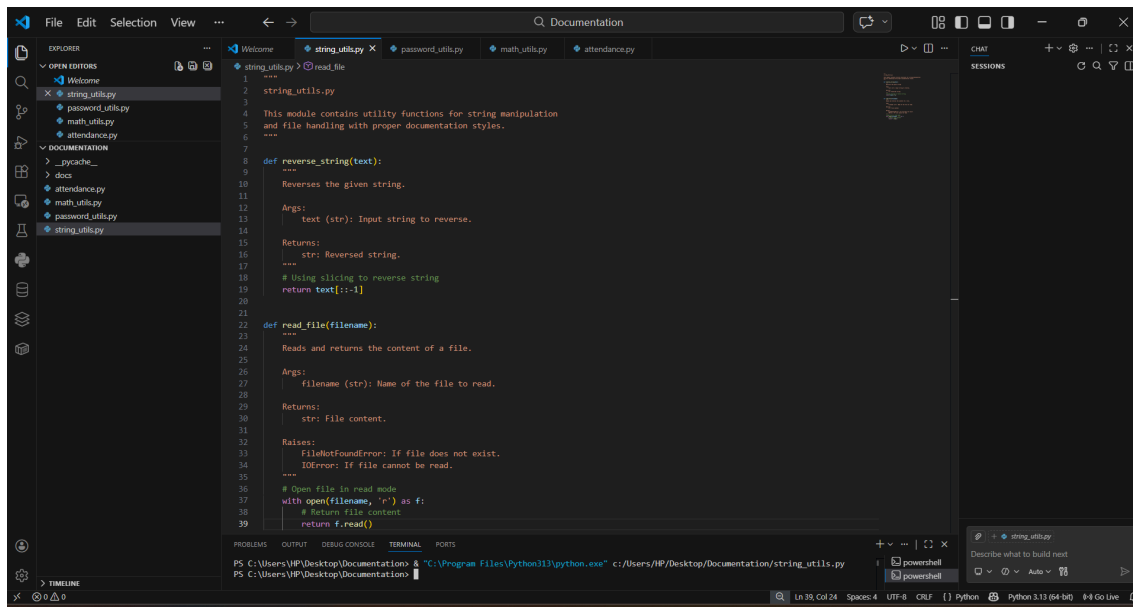 File Edit Selection View ··· Documentation
EXPLORER
OPEN EDITORS
Welcome
string_utils.py
password_utils.py
math_utils.py
attendance.py
DOCUMENTATION
__pycache__
docs
attendance.py
math_utils.py
password_utils.py
string_utils.py
TIMELINE
Welcome string_utils.py password_utils.py math_utils.py attendance.py
string_utils.py > read_file
1 """
2 string_utils.py
3
4 This module contains utility functions for string manipulation
5 and file handling with proper documentation styles.
6 """
7
8 def reverse_string(text):
9 """
10 Reverses the given string.
11
12 Args:
13 text (str): Input string to reverse.
14
15 Returns:
16 str: Reversed string.
17 """
18 # Using slicing to reverse string
19 return text[::-1]
20
21
22 def read_file(filename):
23 """
24 Reads and returns the content of a file.
25
26 Args:
27 filename (str): Name of the file to read.
28
29 Returns:
30 str: File content.
31
32 Raises:
33 FileNotFoundError: If file does not exist.
34 IOError: If file cannot be read.
35 """
36 # Open file in read mode
37 with open(filename, 'r') as f:
38 # Return file content
39 return f.read()
PROBLEMS OUTPUT DEBUG CONSOLE TERMINAL PORTS
PS C:\Users\HP\Desktop\Documentation> & "C:\Program Files\Python313\python.exe" c:/Users/HP/Desktop/Documentation/string_utils.py
PS C:\Users\HP\Desktop\Documentation>
powershell
powershell
CHAT
SESSIONS
string_utils.py
Describe what to build next
Auto
0 0
Ln 39, Col 24 Spaces: 4 UTF-8 CRLF {} Python Python 3.13 (64-bit) Go Live